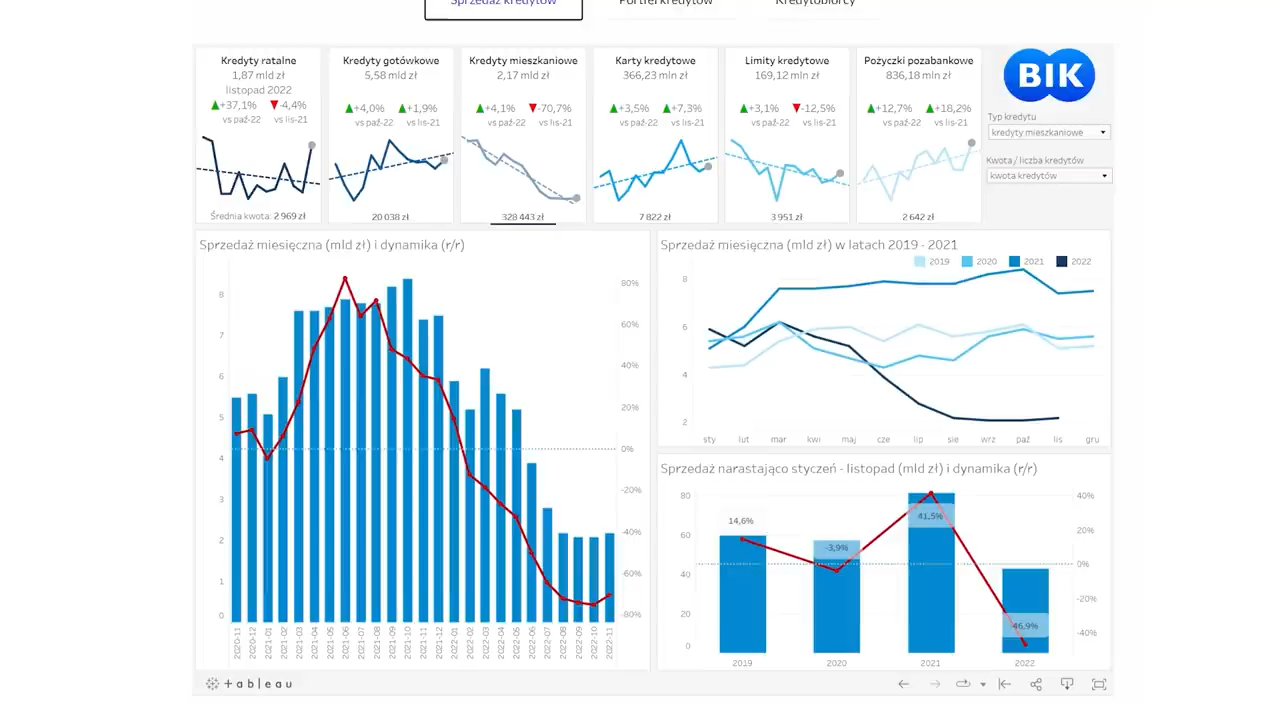 Sprzedaż kredytów
Portfel kredytów
Kredytobiorcy
Kredyty ratalne
1,87 mld zł
listopad 2022
+37,1% -4,4%
vs paź-22 vs lis-21
Średnia kwota: 2 969 zł
Kredyty gotówkowe
5,58 mld zł
+4,0% +1,9%
vs paź-22 vs lis-21
20 038 zł
Kredyty mieszkaniowe
2,17 mld zł
+4,1% -70,7%
vs paź-22 vs lis-21
328 443 zł
Karty kredytowe
366,23 mln zł
+3,5% +7,3%
vs paź-22 vs lis-21
7 822 zł
Limity kredytowe
169,12 mln zł
+3,1% -12,5%
vs paź-22 vs lis-21
3 951 zł
Pożyczki pozabankowe
836,18 mln zł
+12,7% +18,2%
vs paź-22 vs lis-21
2 642 zł
BIK
Typ kredytu
kredyty mieszkaniowe
Kwota / liczba kredytów
kwota kredytów
Sprzedaż miesięczna (mld zł) i dynamika (r/r)
8
7
6
5
4
3
2
1
0
80%
60%
40%
20%
0%
-20%
-40%
-60%
-80%
2020-11 2020-12 2021-01 2021-02 2021-03 2021-04 2021-05 2021-06 2021-07 2021-08 2021-09 2021-10 2021-11 2021-12 2022-01 2022-02 2022-03 2022-04 2022-05 2022-06 2022-07 2022-08 2022-09 2022-10 2022-11
Sprzedaż miesięczna (mld zł) w latach 2019 - 2021
2019 2020 2021 2022
8
6
4
2
sty lut mar kwi maj cze lip sie wrz paź lis gru
Sprzedaż narastająco styczeń - listopad (mld zł) i dynamika (r/r)
80
60
40
20
0
14,6%
-3,9%
41,5%
-46,9%
40%
20%
0%
-20%
-40%
2019 2020 2021 2022
+ableau